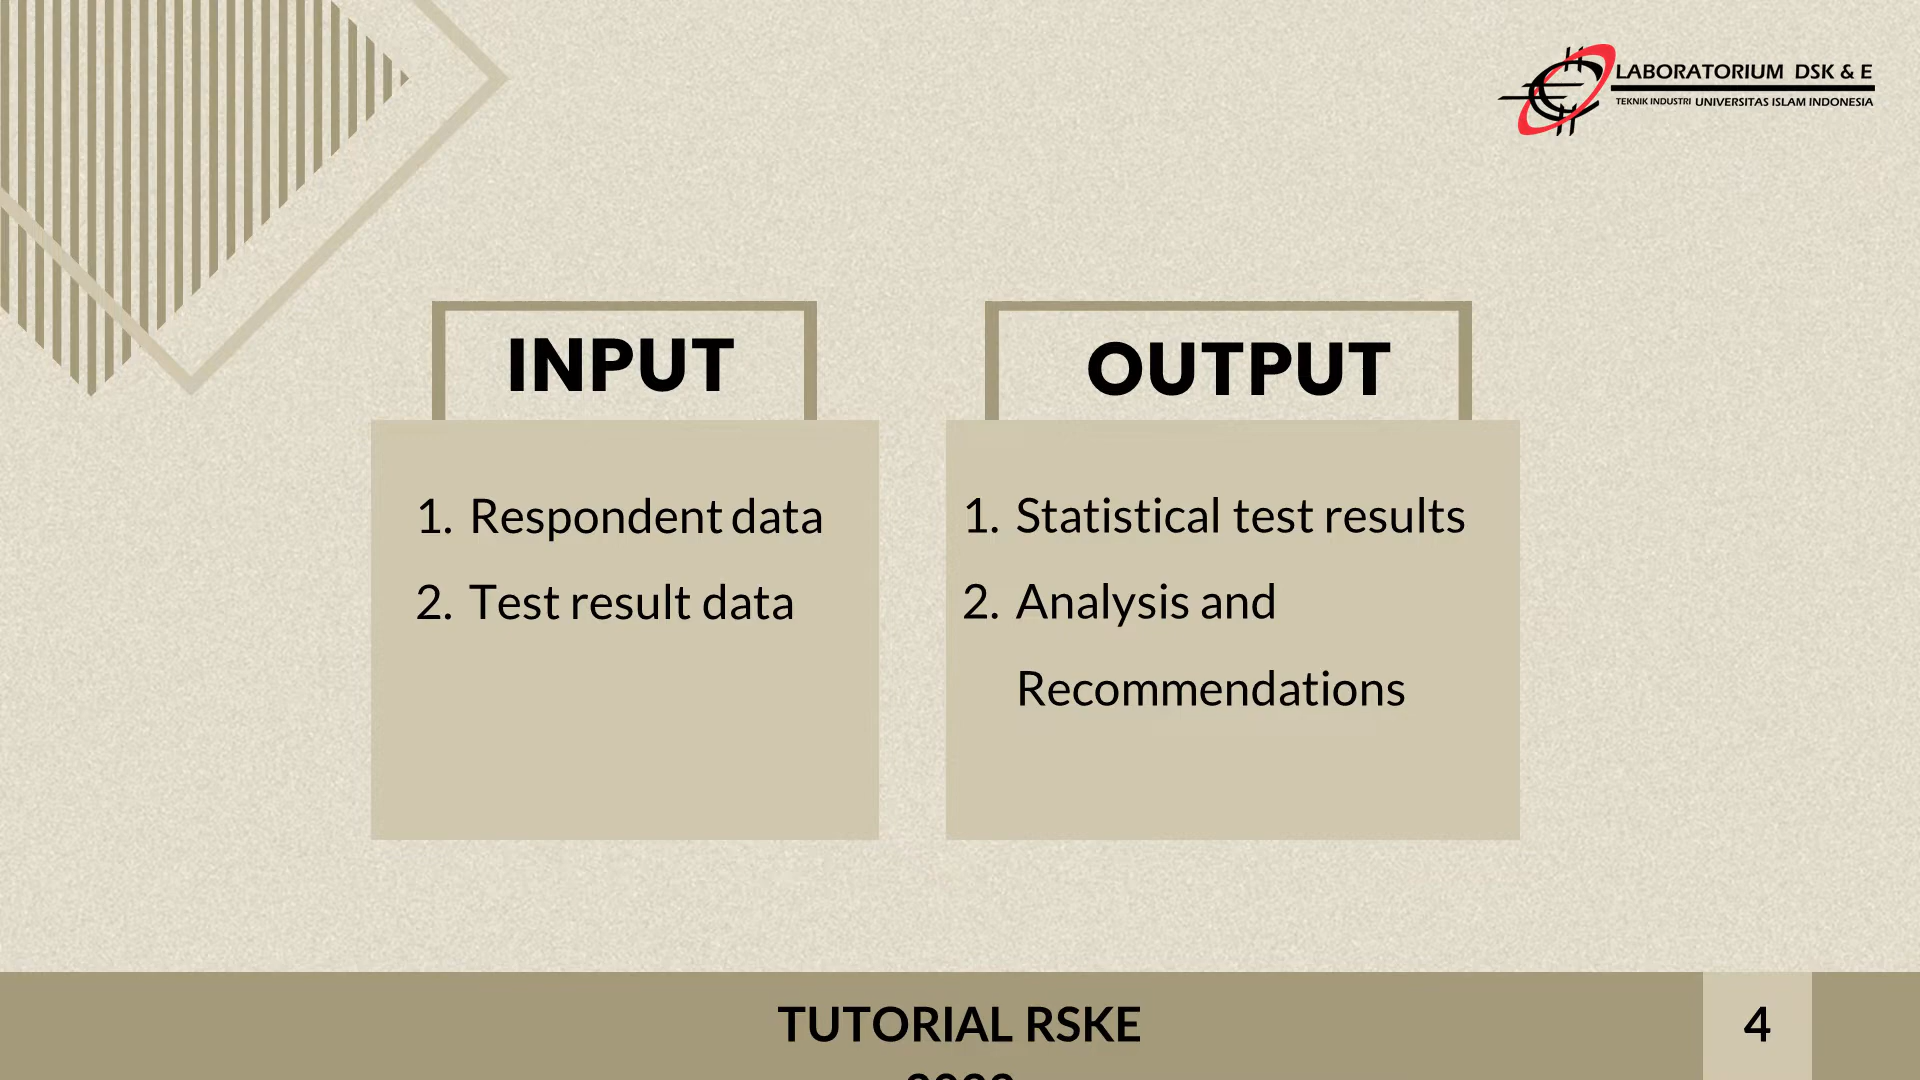 LABORATORIUM DSK & E
TEKNIK INDUSTRI UNIVERSITAS ISLAM INDONESIA
INPUT
1. Respondent data
2. Test result data
OUTPUT
1. Statistical test results
2. Analysis and
Recommendations
TUTORIAL RSKE
4